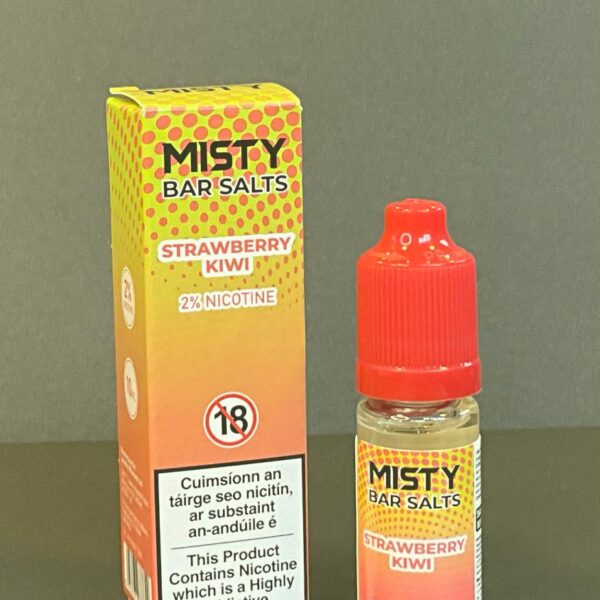 MISTY
MISTY
BAR SALTS
STRAWBERRY
KIWI
2% NICOTINE
2%
18
Cuimsíonn an
táirge seo nicitín,
ar substaint
an-andúile é
This Product
Contains Nicotine
which is a Highly
MISTY
BAR SALTS
STRAWBERRY
KIWI